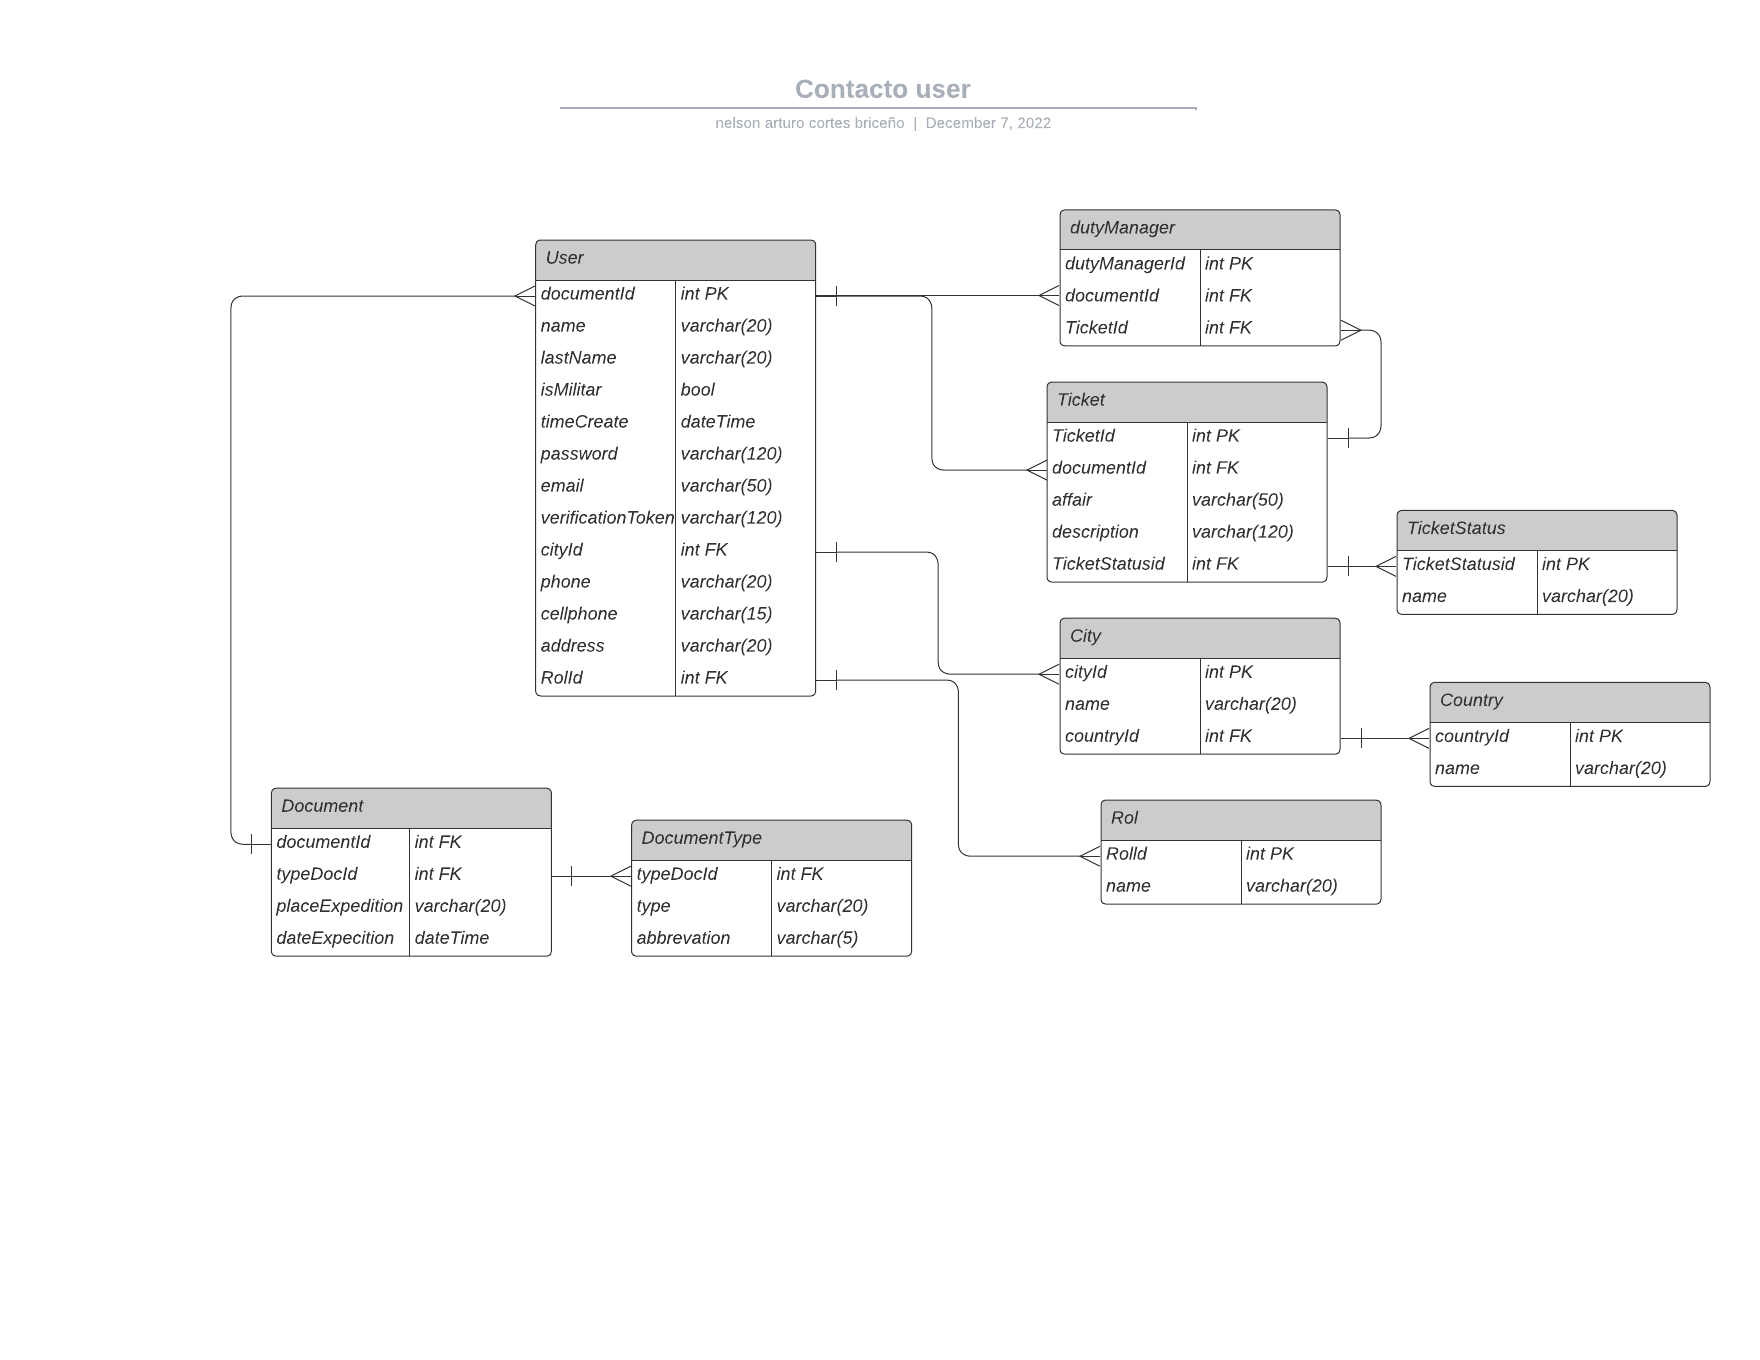 Contacto user
nelson arturo cortes briceño | December 7, 2022
User
documentId int PK
name varchar(20)
lastName varchar(20)
isMilitar bool
timeCreate dateTime
password varchar(120)
email varchar(50)
verificationToken varchar(120)
cityId int FK
phone varchar(20)
cellphone varchar(15)
address varchar(20)
RolId int FK
dutyManager
dutyManagerId int PK
documentId int FK
TicketId int FK
Ticket
TicketId int PK
documentId int FK
affair varchar(50)
description varchar(120)
TicketStatusid int FK
TicketStatus
TicketStatusid int PK
name varchar(20)
City
cityId int PK
name varchar(20)
countryId int FK
Country
countryId int PK
name varchar(20)
Document
documentId int FK
typeDocId int FK
placeExpedition varchar(20)
dateExpecition dateTime
DocumentType
typeDocId int FK
type varchar(20)
abbrevation varchar(5)
Rol
RolId int PK
name varchar(20)